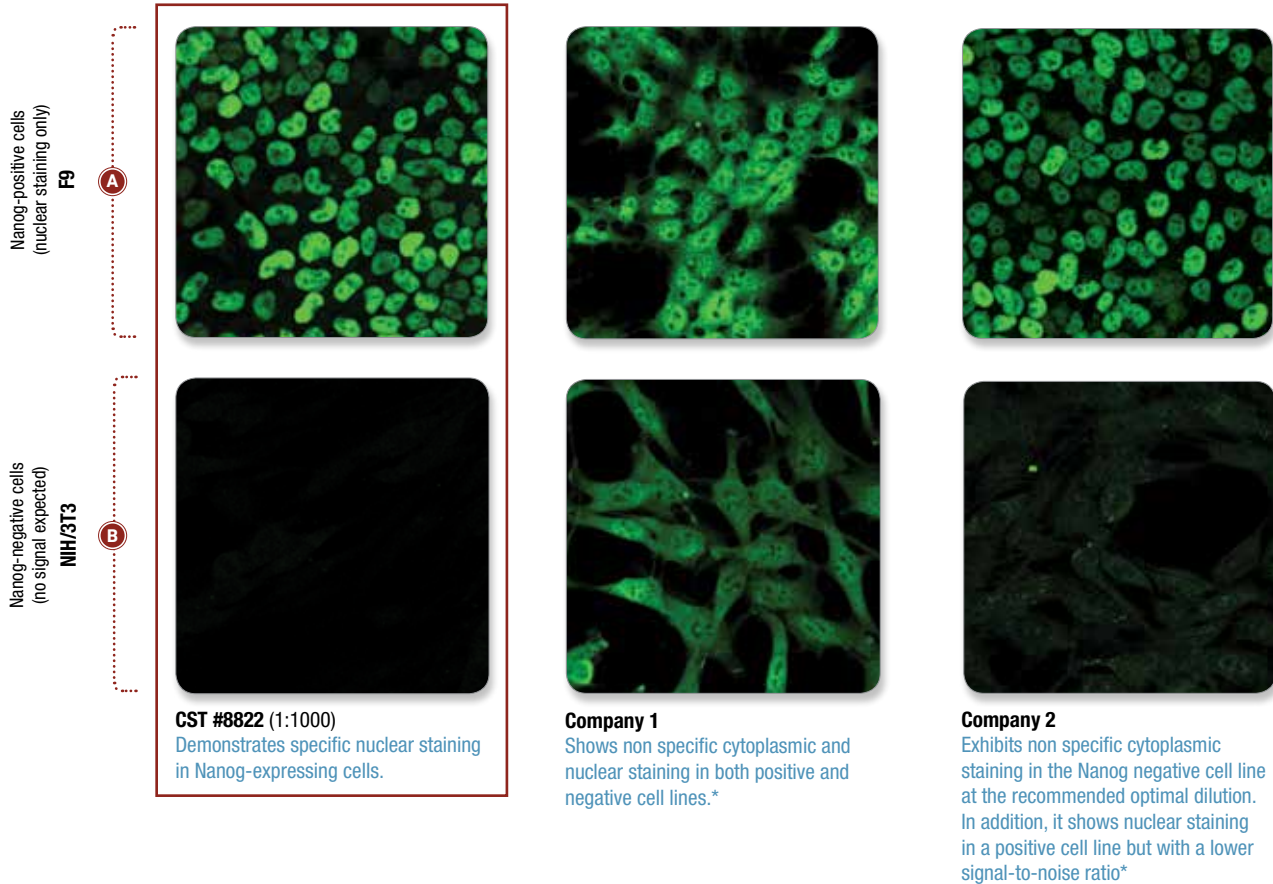 Nanog-positive cells
(nuclear staining only)
F9
A
Nanog-negative cells
(no signal expected)
NIH/3T3
B
CST #8822 (1:1000)
Demonstrates specific nuclear staining
in Nanog-expressing cells.
Company 1
Shows non specific cytoplasmic and
nuclear staining in both positive and
negative cell lines.*
Company 2
Exhibits non specific cytoplasmic
staining in the Nanog negative cell line
at the recommended optimal dilution.
In addition, it shows nuclear staining
in a positive cell line but with a lower
signal-to-noise ratio*